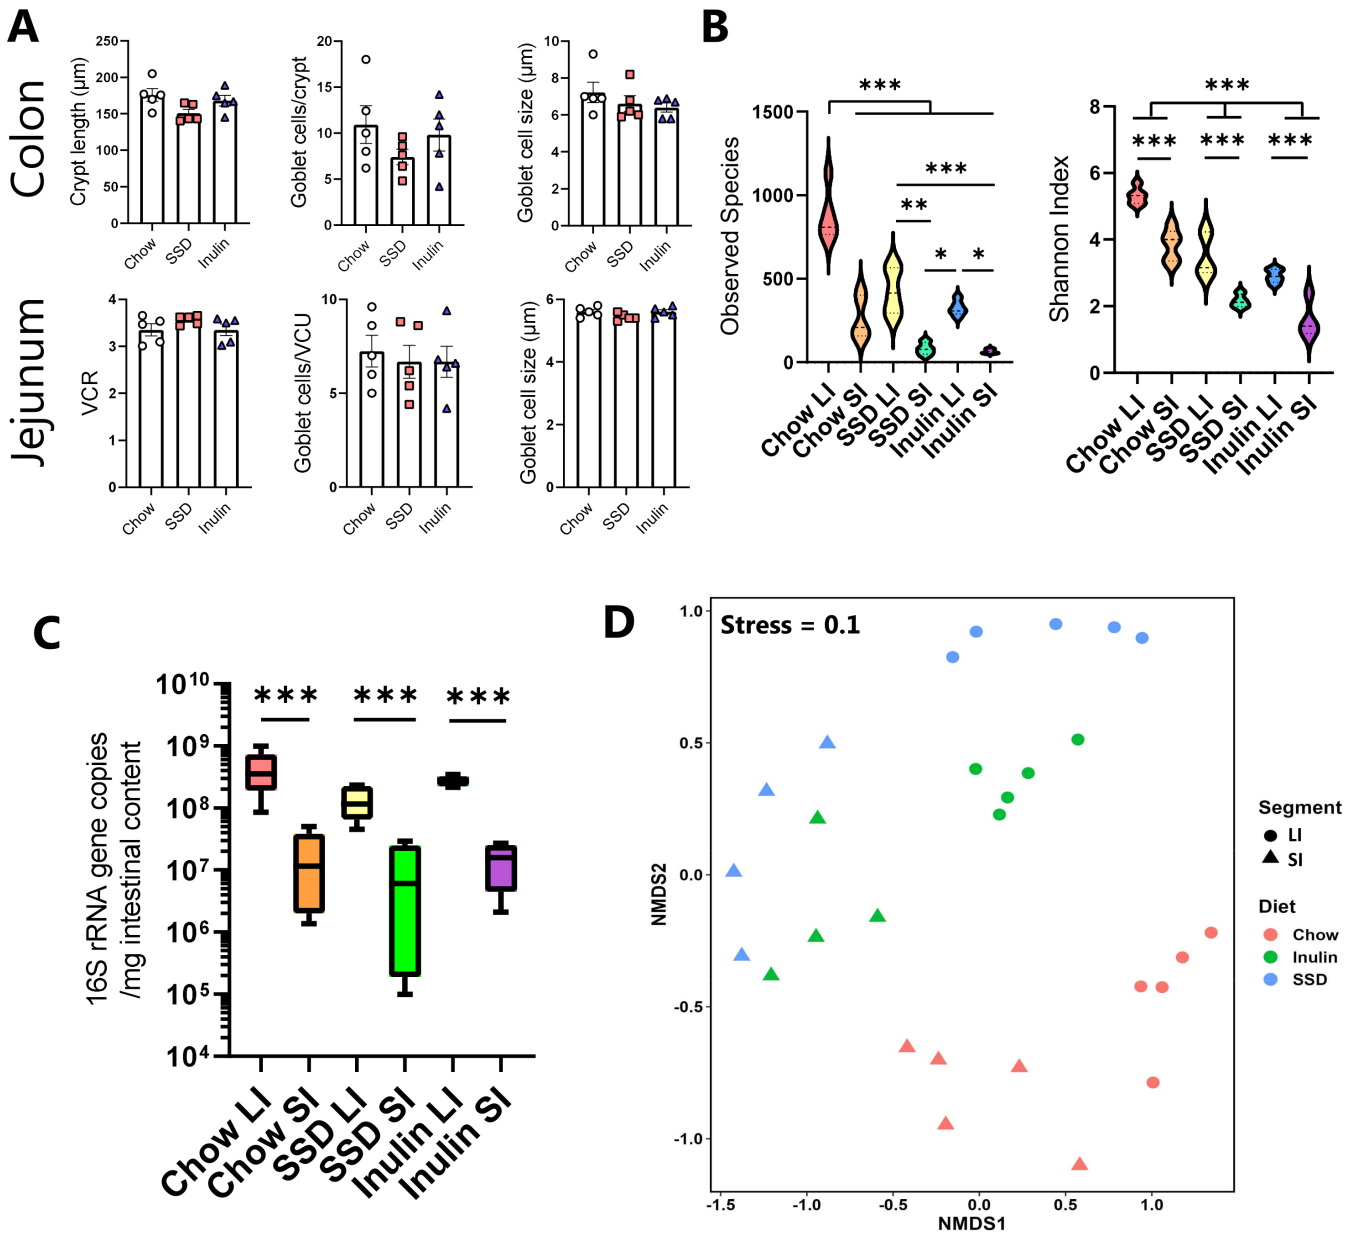 A
Colon
Crypt length (µm)
250
200
150
100
50
0
Chow
SSD
Inulin
Goblet cells/crypt
20
15
10
5
0
Chow
SSD
Inulin
Goblet cell size (µm)
10
8
6
4
2
0
Chow
SSD
Inulin
Jejunum
VCR
4
3
2
1
0
Chow
SSD
Inulin
Goblet cells/VCU
10
5
0
Chow
SSD
Inulin
Goblet cell size (µm)
6
4
2
0
Chow
SSD
Inulin
B
Observed Species
1500
1000
500
0
***
***
**
*
*
Chow LI
Chow SI
SSD LI
SSD SI
Inulin LI
Inulin SI
Shannon Index
8
6
4
2
0
***
***
***
***
Chow LI
Chow SI
SSD LI
SSD SI
Inulin LI
Inulin SI
C
16S rRNA gene copies
/mg intestinal content
10^10
10^9
10^8
10^7
10^6
10^5
10^4
***
***
***
Chow LI
Chow SI
SSD LI
SSD SI
Inulin LI
Inulin SI
D
Stress = 0.1
NMDS2
1.0
0.5
0.0
-0.5
-1.0
-1.5
-1.0
-0.5
0.0
0.5
1.0
NMDS1
Segment
LI
SI
Diet
Chow
Inulin
SSD